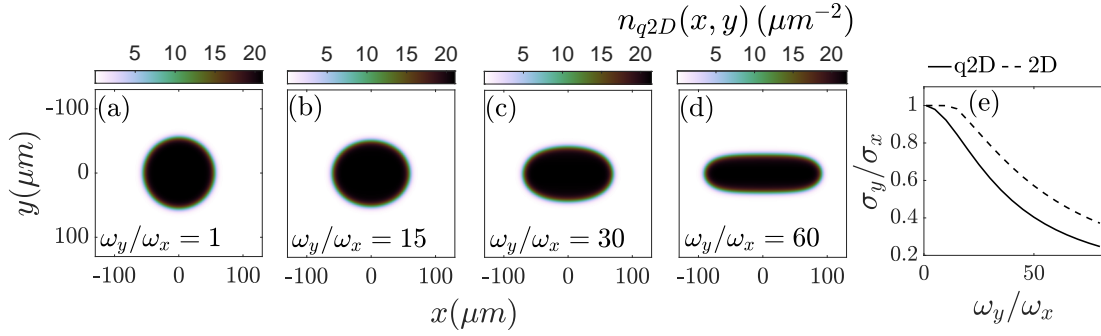 n_{q2D}(x, y) (μm^{-2})
5 10 15 20 5 10 15 20 5 10 15 20 5 10 15 20
q2D 2D
(a) (b) (c) (d) (e)
-100
0
100
y(μm)
ω_y/ω_x = 1 ω_y/ω_x = 15 ω_y/ω_x = 30 ω_y/ω_x = 60
-100 0 100 -100 0 100 -100 0 100 -100 0 100
x(μm)
1
0.8
0.6
0.4
0.2
σ_y/σ_x
0 50
ω_y/ω_x